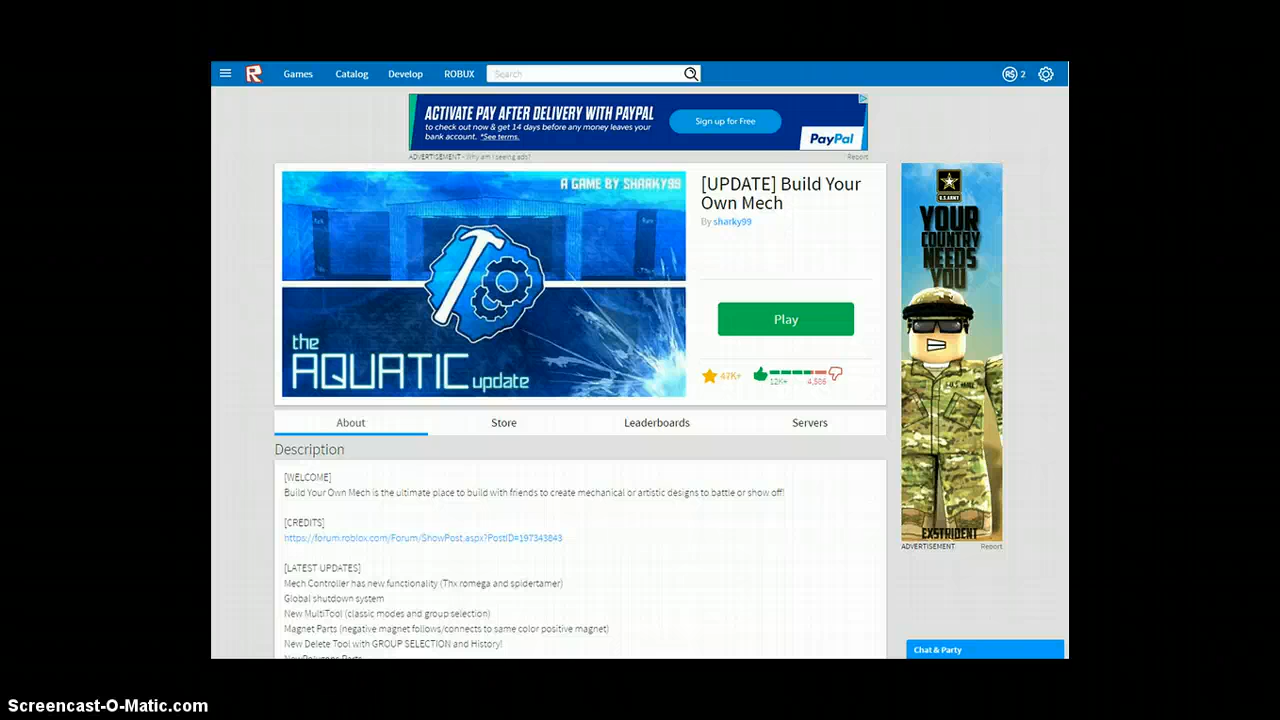 Games Catalog Develop ROBUX Search R$ 2
ACTIVATE PAY AFTER DELIVERY WITH PAYPAL
to check out now & get 14 days before any money leaves your
bank account. *See terms.
Sign up for Free
PayPal
ADVERTISEMENT - Why am I seeing ads? Report
A GAME BY SHARKY99
the
AQUATIC update
[UPDATE] Build Your
Own Mech
By sharky99
Play
47K+ 12K+ 4,586
U.S.ARMY
YOUR
COUNTRY
NEEDS
YOU
U.S. ARMY
EXSTRIDENT
ADVERTISEMENT Report
About Store Leaderboards Servers
Description
[WELCOME]
Build Your Own Mech is the ultimate place to build with friends to create mechanical or artistic designs to battle or show off!
[CREDITS]
https://forum.roblox.com/Forum/ShowPost.aspx?PostID=197343843
[LATEST UPDATES]
Mech Controller has new functionality (Thx romega and spidertamer)
Global shutdown system
New MultiTool (classic modes and group selection)
Magnet Parts (negative magnet follows/connects to same color positive magnet)
New Delete Tool with GROUP SELECTION and History!
Chat & Party
Screencast-O-Matic.com